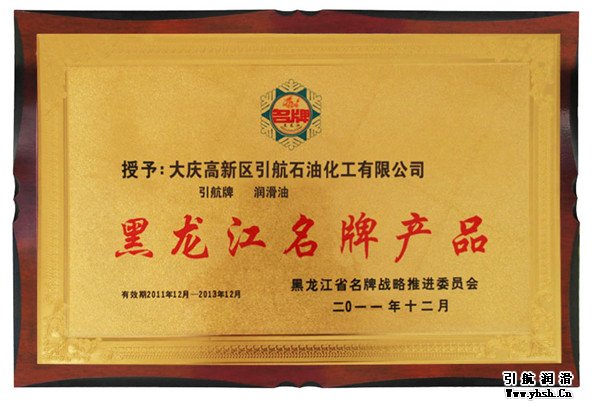 名牌
授予：大庆高新区引航石油化工有限公司
引航牌 润滑油
黑龙江名牌产品
有效期2011年12月—2013年12月
黑龙江省名牌战略推进委员会
二〇一一年十二月
引航润滑
Www.yhsh.Cn